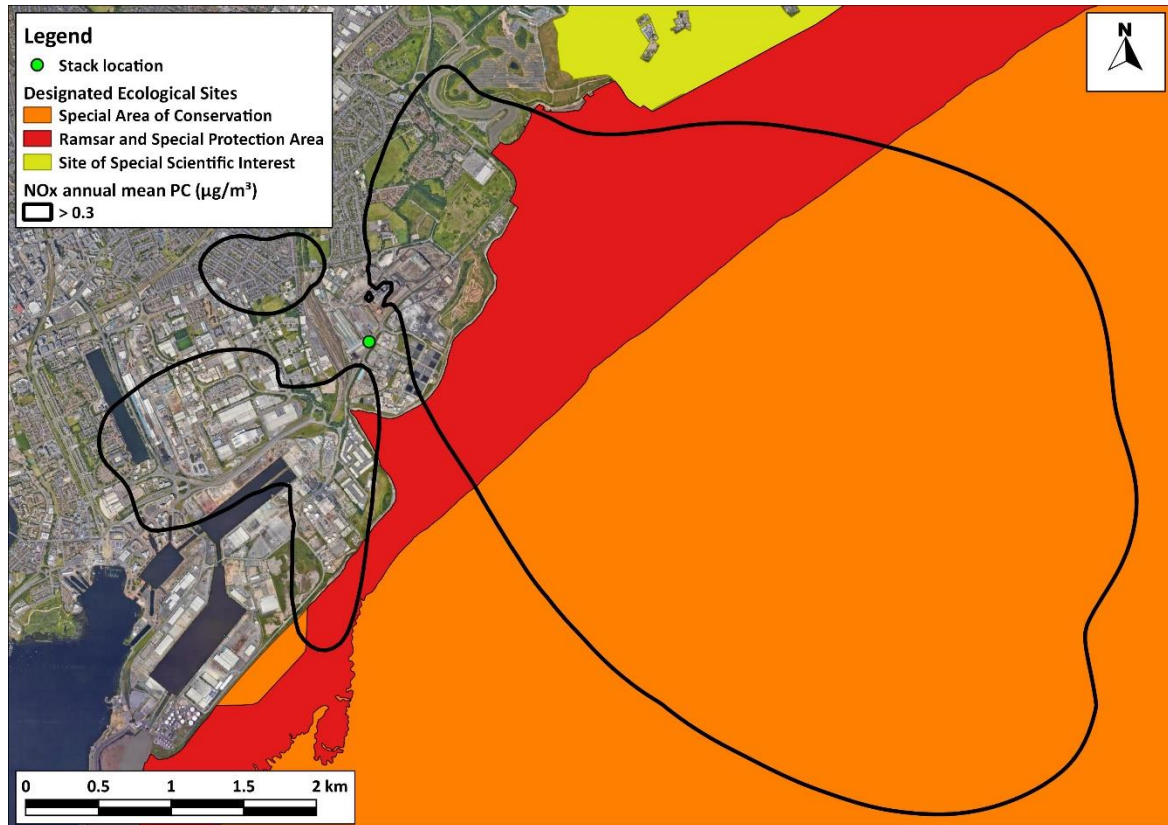 Legend
Stack location
Designated Ecological Sites
Special Area of Conservation
Ramsar and Special Protection Area
Site of Special Scientific Interest
NOx annual mean PC (µg/m³)
> 0.3
N
0 0.5 1 1.5 2 km